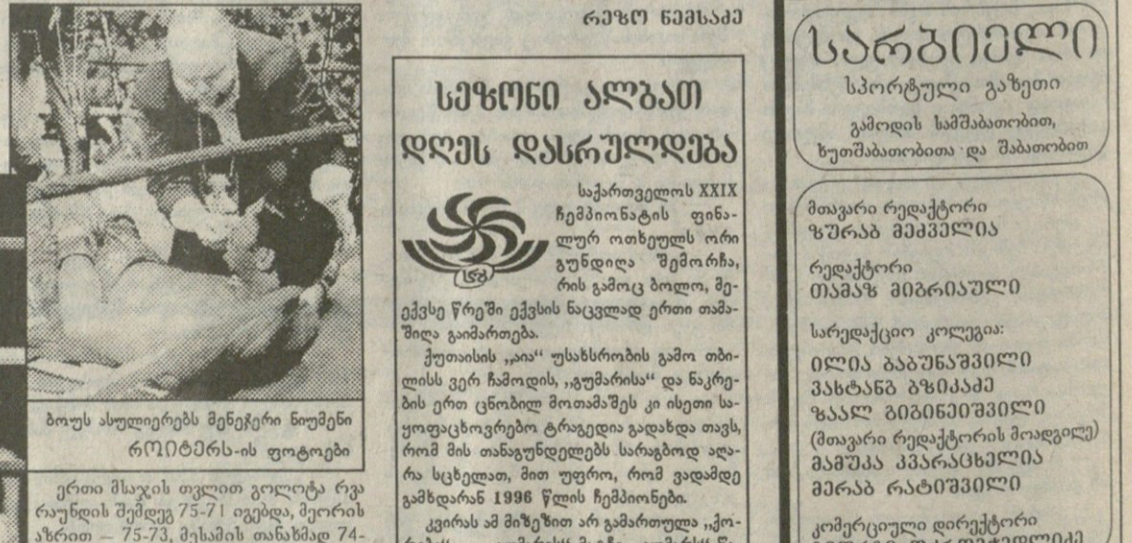 ბოუს ასულიერებს მენეჯერი ნიუმენი
როიტერს-ის ფოტოები
ერთი მსაჯის თვლით გოლოტა რვა
რაუნდის შემდეგ 75-71 იგებდა, მეორის
აზრით — 75-73, მესამის თანახმად 74-
რეზო ნემსაძე
სეზონი ალბათ
დღეს დასრულდება
საქართველოს XXIX
ჩემპიონატის ფინა-
ლურ ოთხეულს ორი
გუნდიღა შემორჩა,
რის გამოც ბოლო, მე-
ექვსე წრეში ექვსის ნაცვლად ერთი თამა-
შიღა გაიმართება.
ქუთაისის „აია“ უსახსრობის გამო თბი-
ლისს ვერ ჩამოდის, „გუმარისა“ და ნაკრე-
ბის ერთ ცნობილ მოთამაშეს კი ისეთი სა-
ყოფაცხოვრებო ტრაგედია გადახდა თავს,
რომ მის თანაგუნდელებს სარაგბოდ აღა-
რა სცხელათ, მით უფრო, რომ ვადამდე
გამხდარან 1996 წლის ჩემპიონები.
კვირას ამ მიზეზით არ გამართულა „ქო-
სარბიელი
სპორტული გაზეთი
გამოდის სამშაბათობით,
ხუთშაბათობითა და შაბათობით
მთავარი რედაქტორი
ზურაბ მეძველია
რედაქტორი
თამაზ მიგრიაული
სარედაქციო კოლეგია:
ილია ბაბუნაშვილი
ვახტანგ ბზიკაძე
ზაალ გიგინეიშვილი
(მთავარი რედაქტორის მოადგილე)
მამუკა კვარაცხელია
მერაბ რატიშვილი
კომერციული დირექტორი